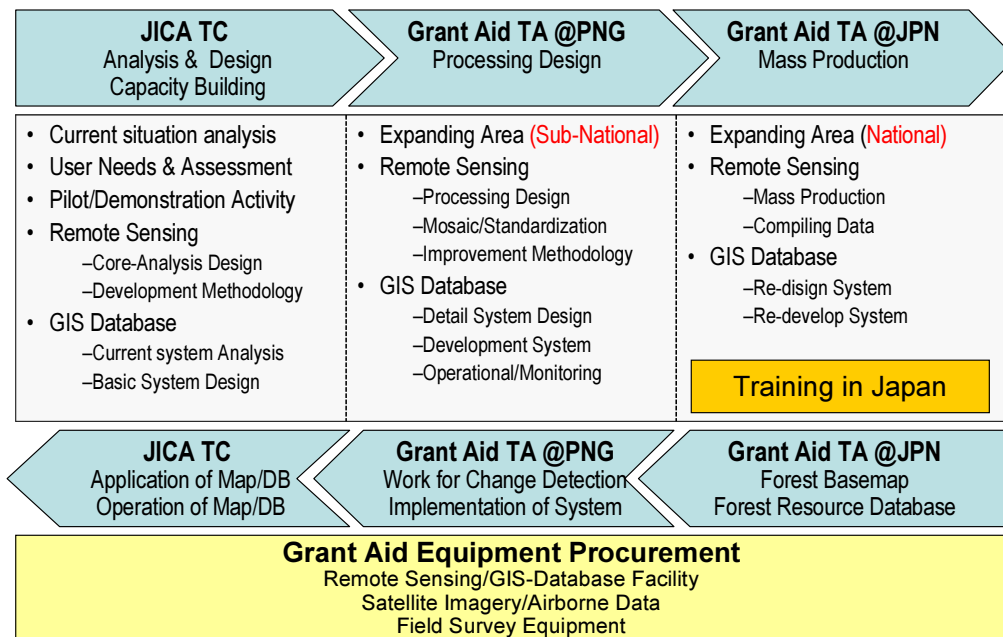 JICA TC
Analysis & Design
Capacity Building
Grant Aid TA @PNG
Processing Design
Grant Aid TA @JPN
Mass Production
• Current situation analysis
• User Needs & Assessment
• Pilot/Demonstration Activity
• Remote Sensing
–Core-Analysis Design
–Development Methodology
• GIS Database
–Current system Analysis
–Basic System Design
• Expanding Area (Sub-National)
• Remote Sensing
–Processing Design
–Mosaic/Standardization
–Improvement Methodology
• GIS Database
–Detail System Design
–Development System
–Operational/Monitoring
• Expanding Area (National)
• Remote Sensing
–Mass Production
–Compiling Data
• GIS Database
–Re-disign System
–Re-develop System
Training in Japan
JICA TC
Application of Map/DB
Operation of Map/DB
Grant Aid TA @PNG
Work for Change Detection
Implementation of System
Grant Aid TA @JPN
Forest Basemap
Forest Resource Database
Grant Aid Equipment Procurement
Remote Sensing/GIS-Database Facility
Satellite Imagery/Airborne Data
Field Survey Equipment